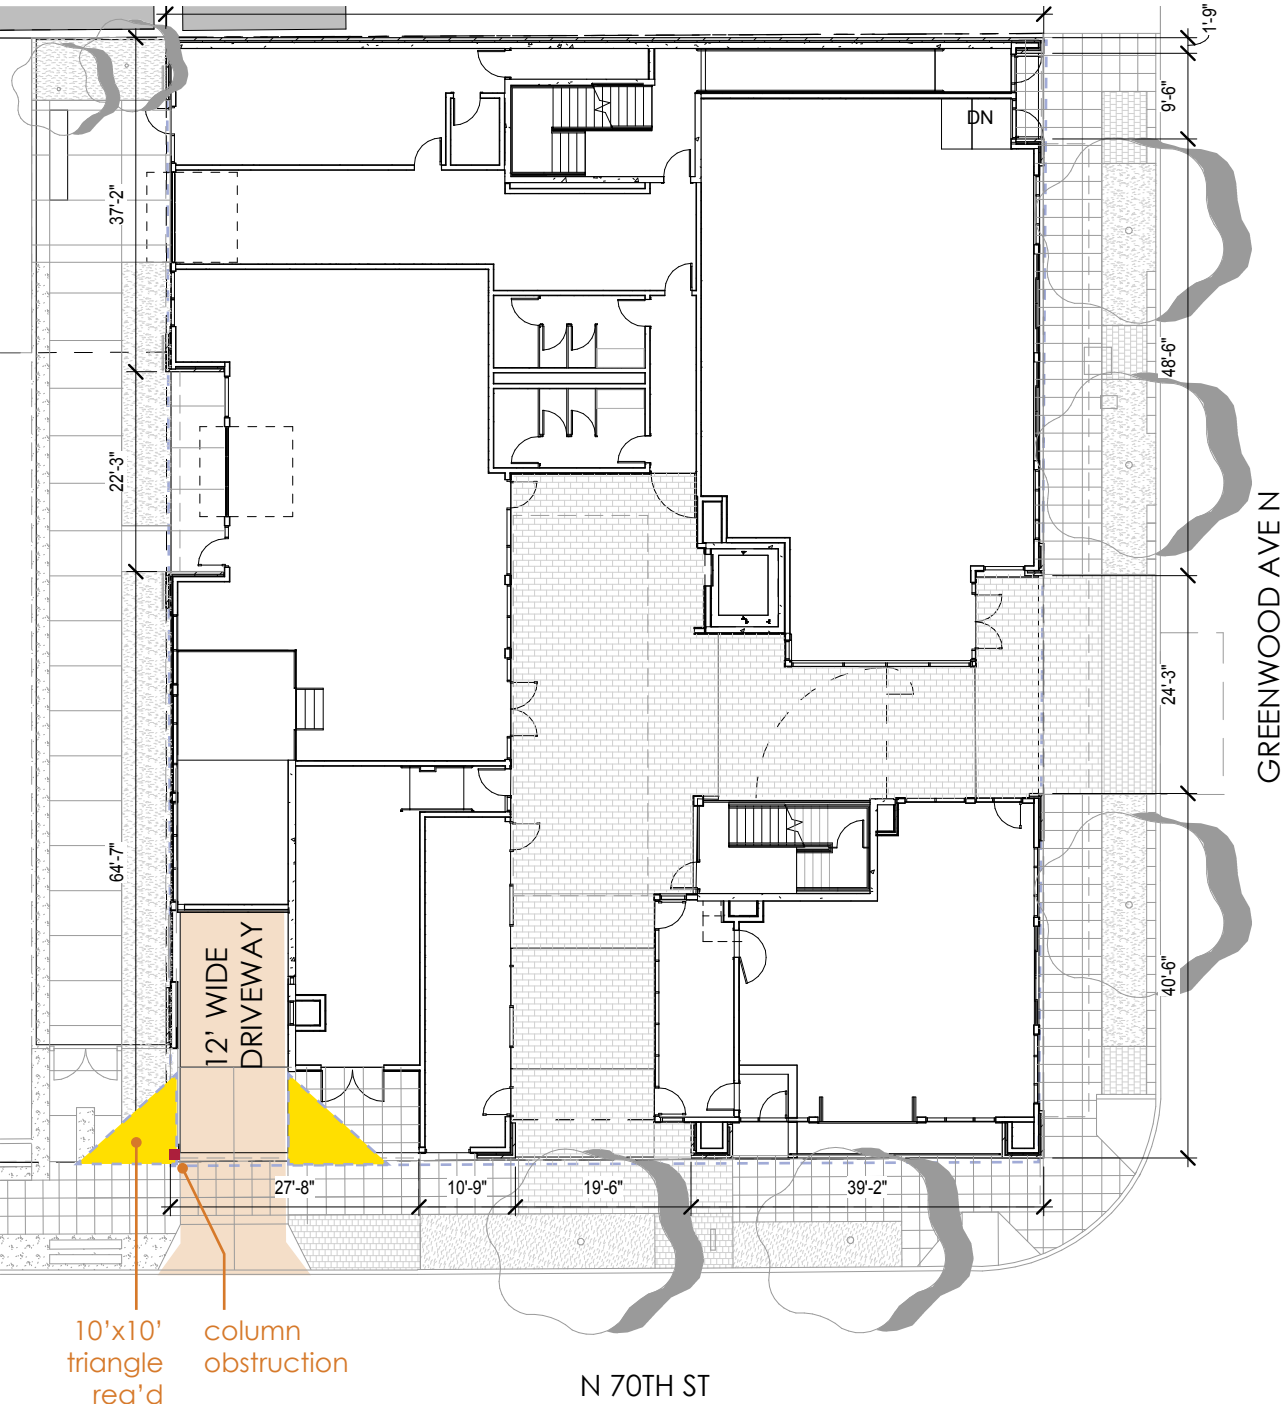 1'-9"
9'-6"
DN
37'-2"
48'-6"
22'-3"
GREENWOOD AVE N
24'-3"
64'-7"
12' WIDE
DRIVEWAY
40'-6"
27'-8"
10'-9"
19'-6"
39'-2"
10'x10'
triangle
req'd
column
obstruction
N 70TH ST